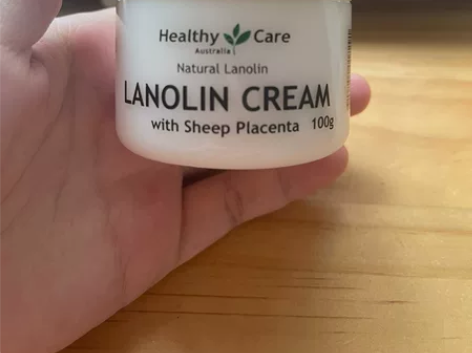 Healthy Care
Australia
Natural Lanolin
LANOLIN CREAM
with Sheep Placenta 100g